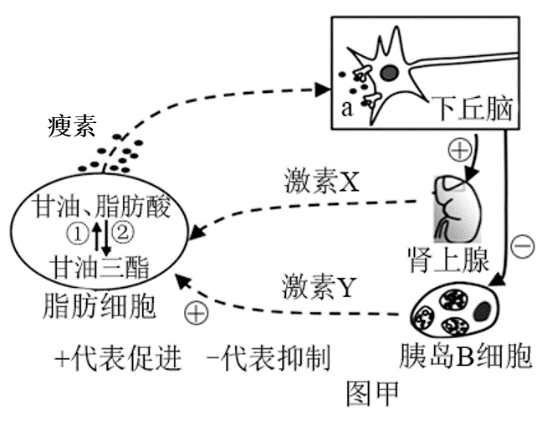 瘦素
a
下丘脑
⊕
激素X
甘油、脂肪酸
① ②
甘油三酯
肾上腺
⊖
脂肪细胞
激素Y
⊕
胰岛B细胞
+代表促进 -代表抑制
图甲